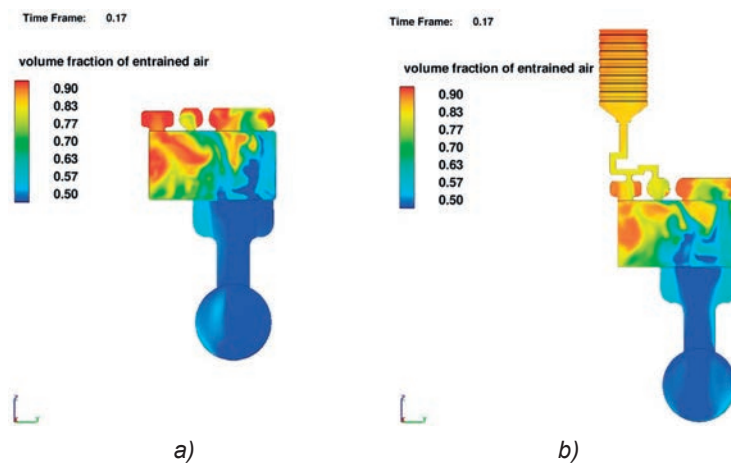 Time Frame: 0.17
volume fraction of entrained air
0.90
0.83
0.77
0.70
0.63
0.57
0.50
Z
Y
a)
Time Frame: 0.17
volume fraction of entrained air
0.90
0.83
0.77
0.70
0.63
0.57
0.50
Z
Y
b)